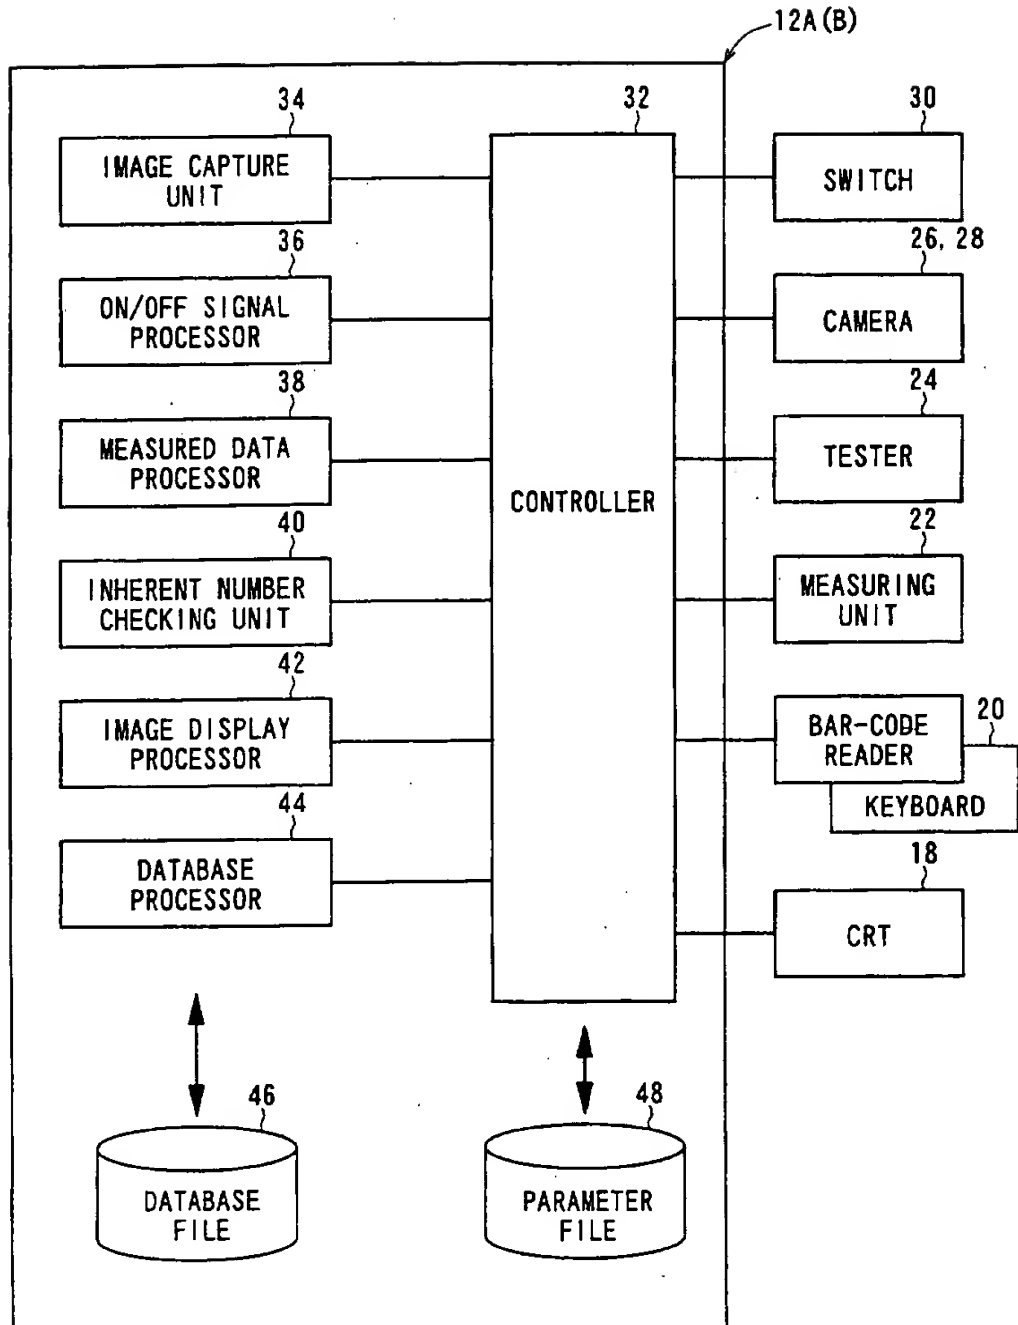 12A(B)
34
IMAGE CAPTURE
UNIT
36
ON/OFF SIGNAL
PROCESSOR
38
MEASURED DATA
PROCESSOR
40
INHERENT NUMBER
CHECKING UNIT
42
IMAGE DISPLAY
PROCESSOR
44
DATABASE
PROCESSOR
32
CONTROLLER
30
SWITCH
26, 28
CAMERA
24
TESTER
22
MEASURING
UNIT
BAR-CODE
READER
20
KEYBOARD
18
CRT
46
DATABASE
FILE
48
PARAMETER
FILE